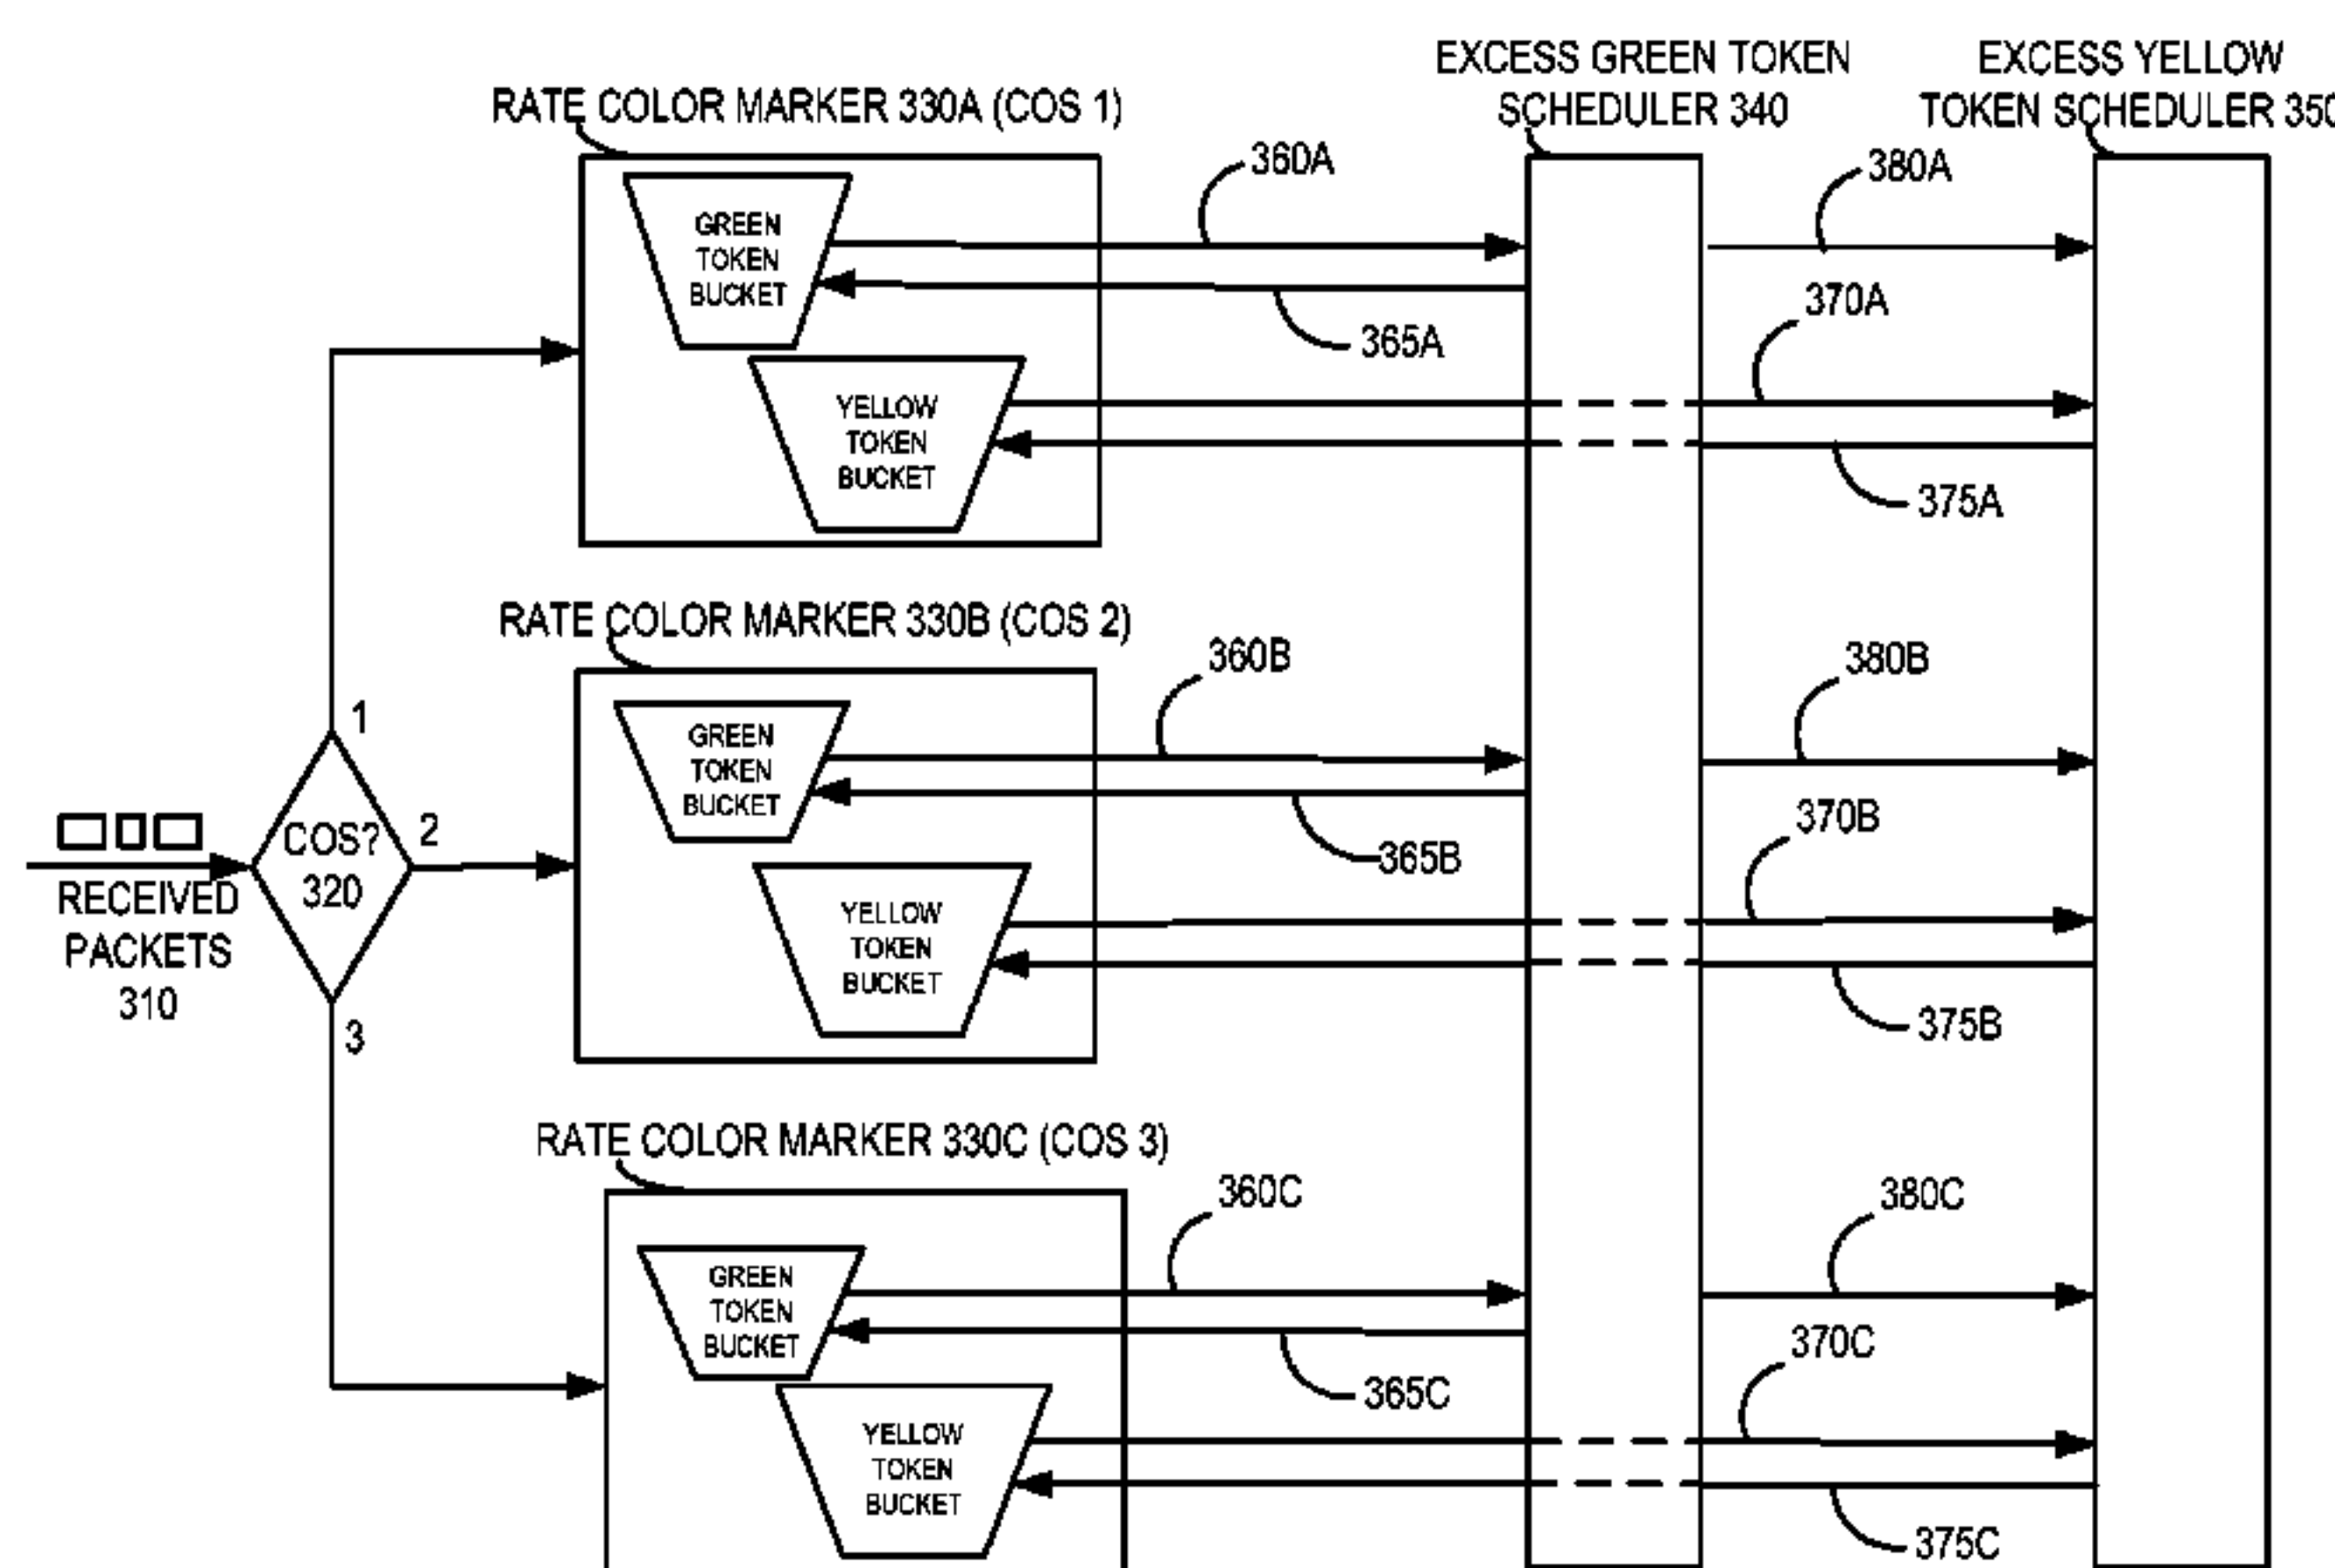 EXCESS GREEN TOKEN
SCHEDULER 340
EXCESS YELLOW
TOKEN SCHEDULER 350
RATE COLOR MARKER 330A (COS 1)
360A
380A
GREEN
TOKEN
BUCKET
370A
365A
YELLOW
TOKEN
BUCKET
375A
RATE COLOR MARKER 330B (COS 2)
360B
380B
1
GREEN
TOKEN
BUCKET
370B
2
COS?
320
365B
RECEIVED
PACKETS
310
YELLOW
TOKEN
BUCKET
375B
3
RATE COLOR MARKER 330C (COS 3)
360C
380C
GREEN
TOKEN
BUCKET
370C
365C
YELLOW
TOKEN
BUCKET
375C